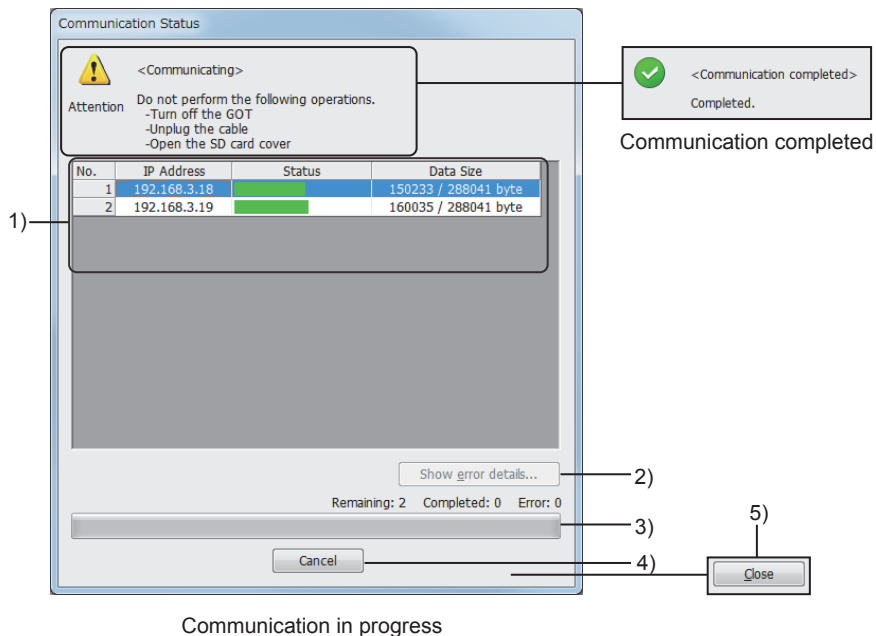 Communication Status
<Communicating>
Attention
Do not perform the following operations.
-Turn off the GOT
-Unplug the cable
-Open the SD card cover
<Communication completed>
Completed.
Communication completed
1)
No. IP Address Status Data Size
1 192.168.3.18 150233 / 288041 byte
2 192.168.3.19 160035 / 288041 byte
Show error details...
2)
Remaining: 2 Completed: 0 Error: 0
3)
Cancel
4)
5)
Close
Communication in progress